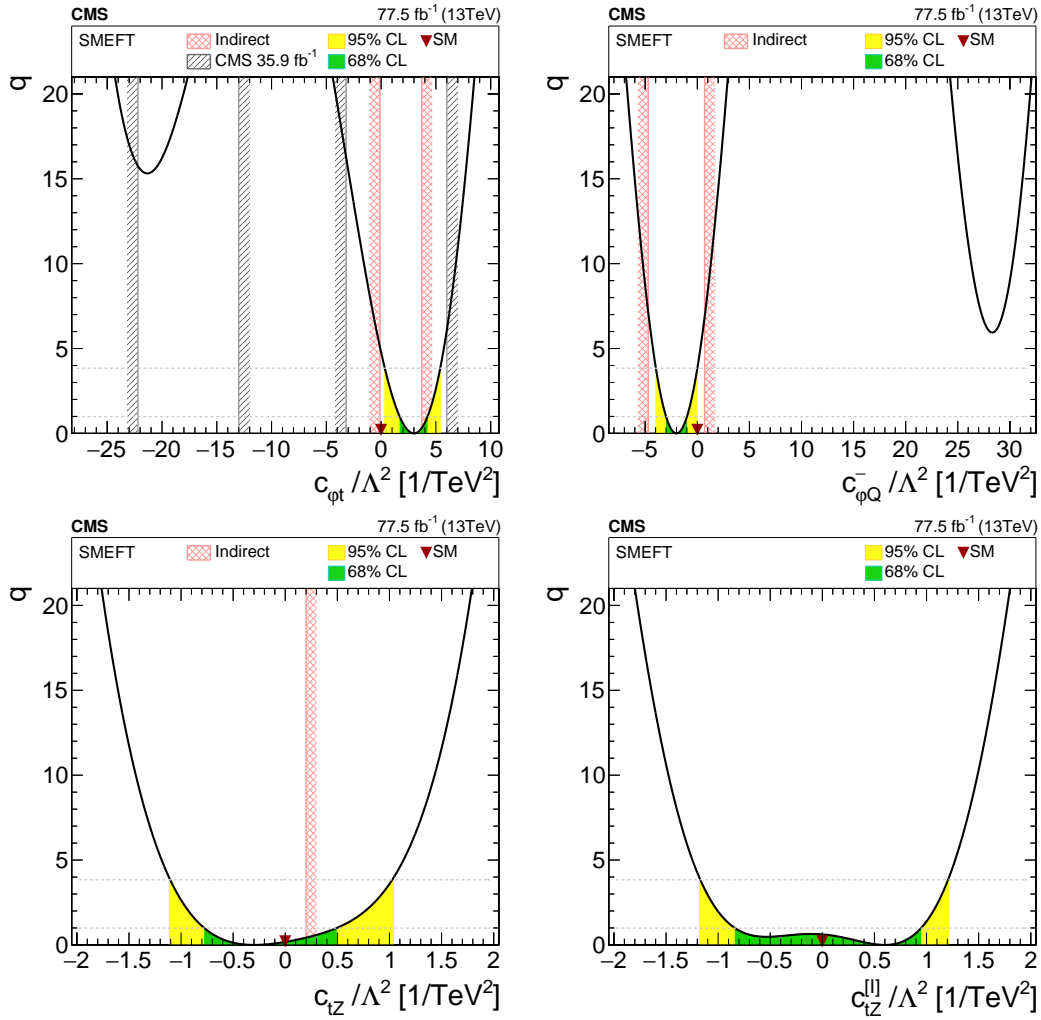 CMS 77.5 fb⁻¹ (13TeV)
SMEFT Indirect 95% CL SM
CMS 35.9 fb⁻¹ 68% CL
q
20
15
10
5
0
−25 −20 −15 −10 −5 0 5 10
c_φt /Λ² [1/TeV²]
CMS 77.5 fb⁻¹ (13TeV)
SMEFT Indirect 95% CL SM
68% CL
q
20
15
10
5
0
−5 0 5 10 15 20 25 30
c⁻_φQ /Λ² [1/TeV²]
CMS 77.5 fb⁻¹ (13TeV)
SMEFT Indirect 95% CL SM
68% CL
q
20
15
10
5
0
−2 −1.5 −1 −0.5 0 0.5 1 1.5 2
c_tZ /Λ² [1/TeV²]
CMS 77.5 fb⁻¹ (13TeV)
SMEFT 95% CL SM
68% CL
q
20
15
10
5
0
−2 −1.5 −1 −0.5 0 0.5 1 1.5 2
c^[I]_tZ /Λ² [1/TeV²]